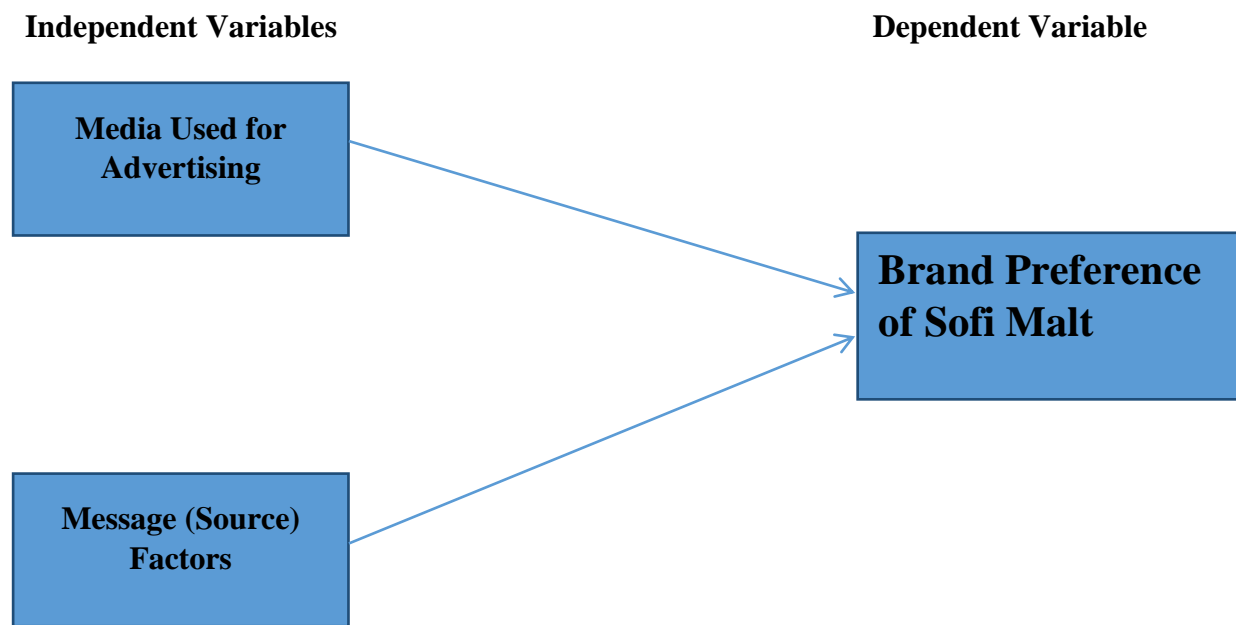 Independent Variables
Dependent Variable
Media Used for
Advertising
Brand Preference
of Sofi Malt
Message (Source)
Factors